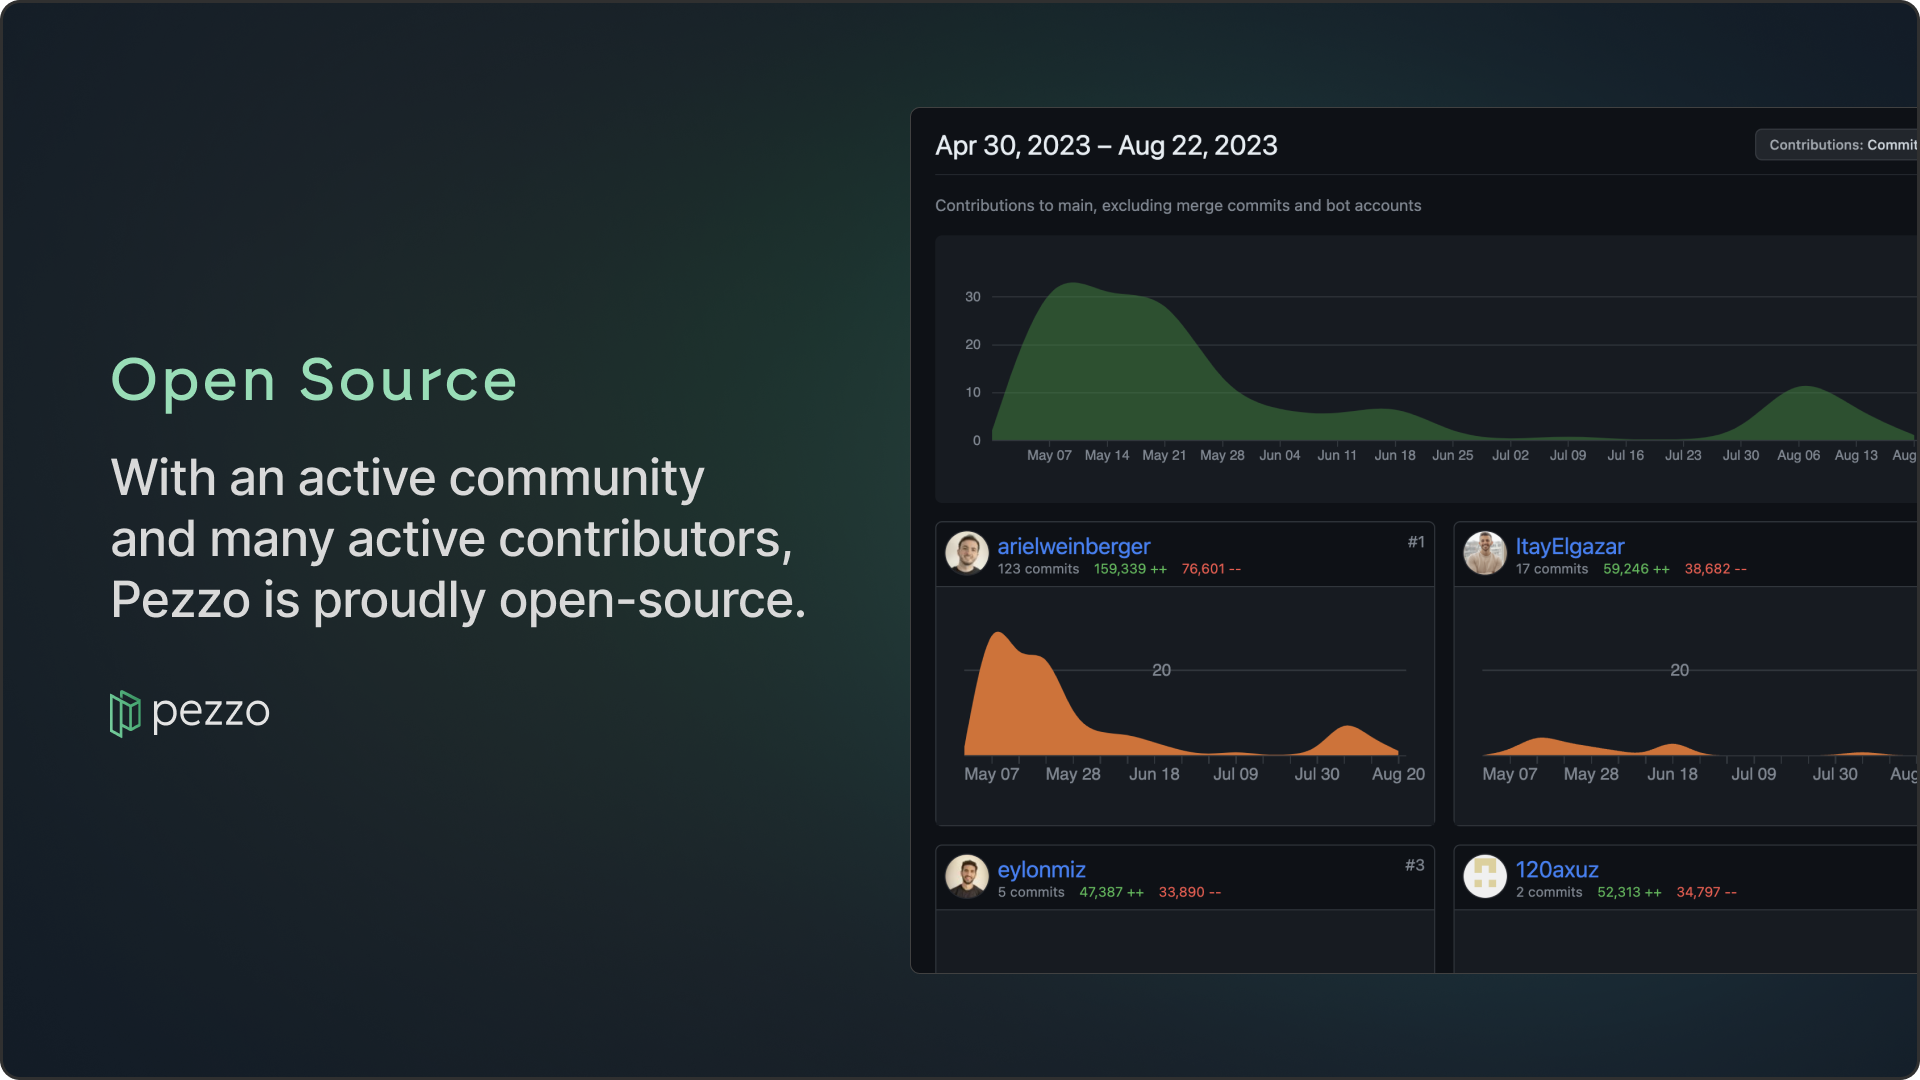 Open Source
With an active community
and many active contributors,
Pezzo is proudly open-source.
pezzo
Apr 30, 2023 – Aug 22, 2023
Contributions: Commit
Contributions to main, excluding merge commits and bot accounts
30
20
10
0
May 07 May 14 May 21 May 28 Jun 04 Jun 11 Jun 18 Jun 25 Jul 02 Jul 09 Jul 16 Jul 23 Jul 30 Aug 06 Aug 13 Aug
arielweinberger #1
123 commits 159,339 ++ 76,601 --
20
May 07 May 28 Jun 18 Jul 09 Jul 30 Aug 20
ItayElgazar
17 commits 59,246 ++ 38,682 --
20
May 07 May 28 Jun 18 Jul 09 Jul 30 Aug
eylonmiz #3
5 commits 47,387 ++ 33,890 --
120axuz
2 commits 52,313 ++ 34,797 --